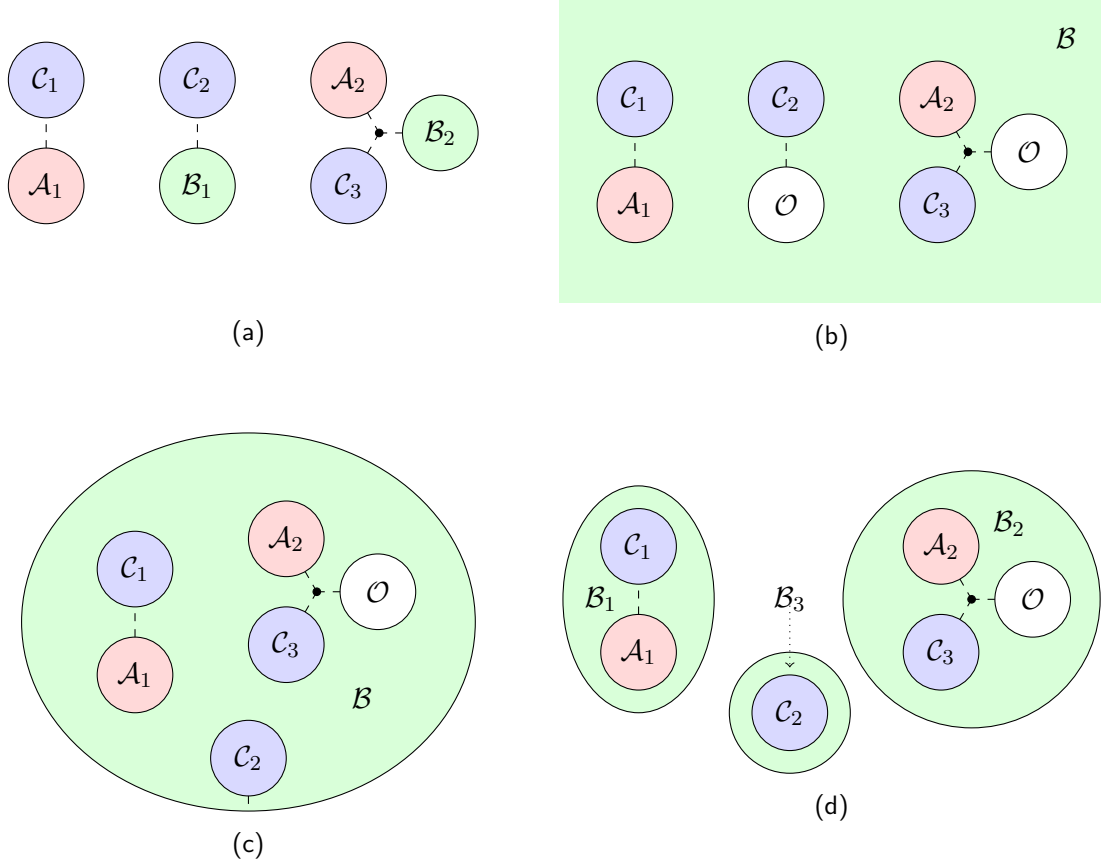 𝒞₁ 𝒞₂ 𝒜₂
ℬ₂
𝒜₁ ℬ₁ 𝒞₃
(a)
ℬ
𝒞₁ 𝒞₂ 𝒜₂
𝒪
𝒜₁ 𝒪 𝒞₃
(b)
𝒜₂
𝒞₁ 𝒪
𝒞₃
𝒜₁
ℬ
𝒞₂
(c)
𝒞₁ 𝒜₂ ℬ₂
ℬ₁ ℬ₃ 𝒪
𝒜₁ 𝒞₃
𝒞₂
(d)